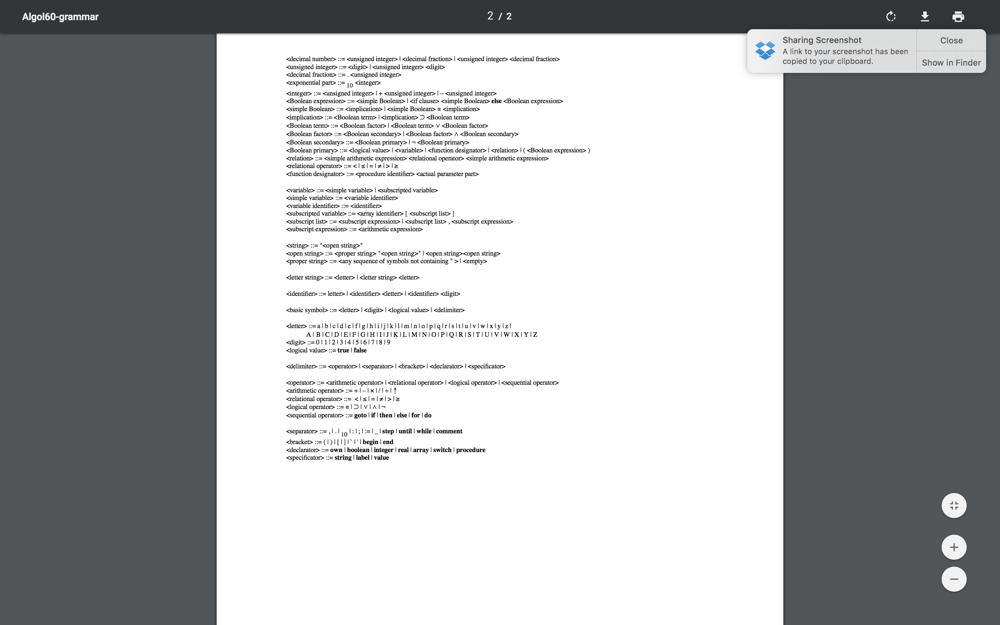 Algol60-grammar
2 / 2
Sharing Screenshot
A link to your screenshot has been
copied to your clipboard.
Close
Show in Finder
<decimal number> ::= <unsigned integer> | <decimal fraction> | <unsigned integer> <decimal fraction>
<unsigned integer> ::= <digit> | <unsigned integer> <digit>
<decimal fraction> ::= . <unsigned integer>
<exponential part> ::= 10 <integer>
<integer> ::= <unsigned integer> | + <unsigned integer> | – <unsigned integer>
<Boolean expression> ::= <simple Boolean> | <if clause> <simple Boolean> else <Boolean expression>
<simple Boolean> ::= <implication> | <simple Boolean> ≡ <implication>
<implication> ::= <Boolean term> | <implication> ⊃ <Boolean term>
<Boolean term> ::= <Boolean factor> | <Boolean term> ∨ <Boolean factor>
<Boolean factor> ::= <Boolean secondary> | <Boolean factor> ∧ <Boolean secondary>
<Boolean secondary> ::= <Boolean primary> | ¬ <Boolean primary>
<Boolean primary> ::= <logical value> | <variable> | <function designator> | <relation> | ( <Boolean expression> )
<relation> ::= <simple arithmetic expression> <relational operator> <simple arithmetic expression>
<relational operator> ::= < | ≤ | = | ≠ | > | ≥
<function designator> ::= <procedure identifier> <actual parameter part>
<variable> ::= <simple variable> | <subscripted variable>
<simple variable> ::= <variable identifier>
<variable identifier> ::= <identifier>
<subscripted variable> ::= <array identifier> [ <subscript list> ]
<subscript list> ::= <subscript expression> | <subscript list> , <subscript expression>
<subscript expression> ::= <arithmetic expression>
<string> ::= "<open string>"
<open string> ::= <proper string> "<open string>" | <open string><open string>
<proper string> ::= <any sequence of symbols not containing " > | <empty>
<letter string> ::= <letter> | <letter string> <letter>
<identifier> ::= letter> | <identifier> <letter> | <identifier> <digit>
<basic symbol> ::= <letter> | <digit> | <logical value> | <delimiter>
<letter> ::= a | b | c | d | e | f | g | h | i | j | k | l | m | n | o | p | q | r | s | t | u | v | w | x | y | z |
A | B | C | D | E | F | G | H | I | J | K | L | M | N | O | P | Q | R | S | T | U | V | W | X | Y | Z
<digit> ::= 0 | 1 | 2 | 3 | 4 | 5 | 6 | 7 | 8 | 9
<logical value> ::= true | false
<delimiter> ::= <operator> | <separator> | <bracket> | <declarator> | <specificator>
<operator> ::= <arithmetic operator> | <relational operator> | <logical operator> | <sequential operator>
<arithmetic operator> ::= + | – | × | / | ÷ | ↑
<relational operator> ::= < | ≤ | = | ≠ | > | ≥
<logical operator> ::= ≡ | ⊃ | ∨ | ∧ | ¬
<sequential operator> ::= goto | if | then | else | for | do
<separator> ::= , | . | 10 | : | ; | := | _ | step | until | while | comment
<bracket> ::= ( | ) | [ | ] | ` | ' | begin | end
<declarator> ::= own | boolean | integer | real | array | switch | procedure
<specificator> ::= string | label | value